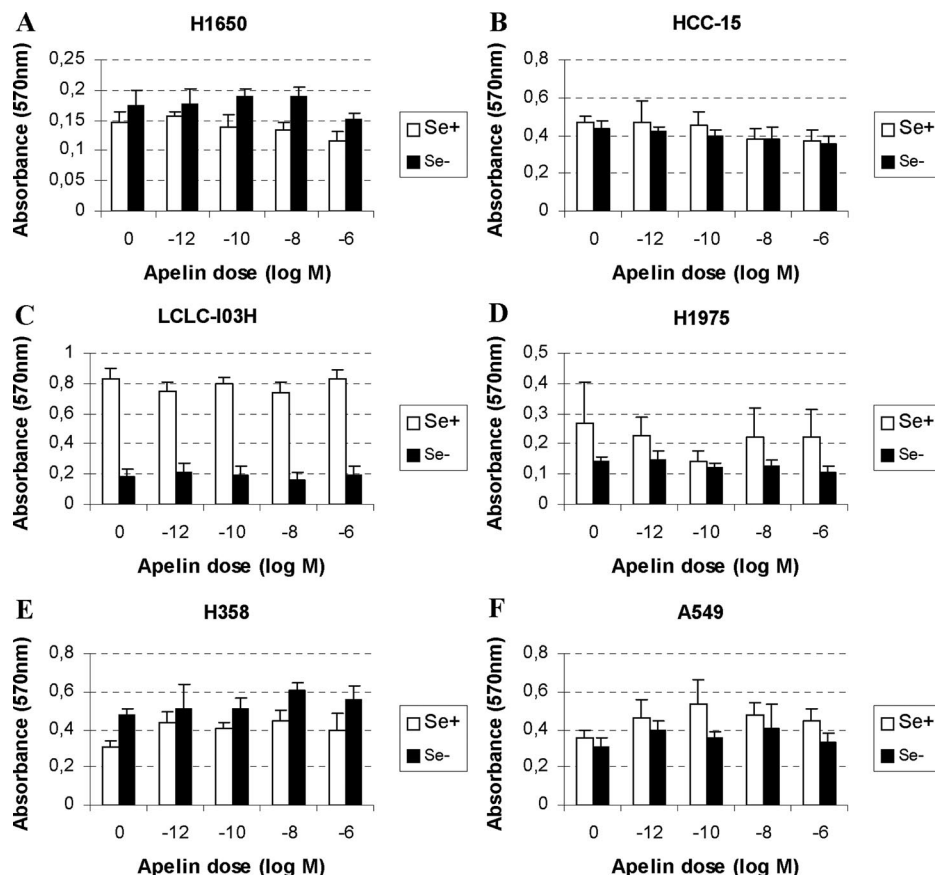 A
H1650
Absorbance (570nm)
0,25
0,2
0,15
0,1
0,05
0
0 -12 -10 -8 -6
Apelin dose (log M)
Se+
Se-
B
HCC-15
Absorbance (570nm)
0,8
0,6
0,4
0,2
0
0 -12 -10 -8 -6
Apelin dose (log M)
Se+
Se-
C
LCLC-I03H
Absorbance (570nm)
1
0,8
0,6
0,4
0,2
0
0 -12 -10 -8 -6
Apelin dose (log M)
Se+
Se-
D
H1975
Absorbance (570nm)
0,5
0,4
0,3
0,2
0,1
0
0 -12 -10 -8 -6
Apelin dose (log M)
Se+
Se-
E
H358
Absorbance (570nm)
0,8
0,6
0,4
0,2
0
0 -12 -10 -8 -6
Apelin dose (log M)
Se+
Se-
F
A549
Absorbance (570nm)
0,8
0,6
0,4
0,2
0
0 -12 -10 -8 -6
Apelin dose (log M)
Se+
Se-